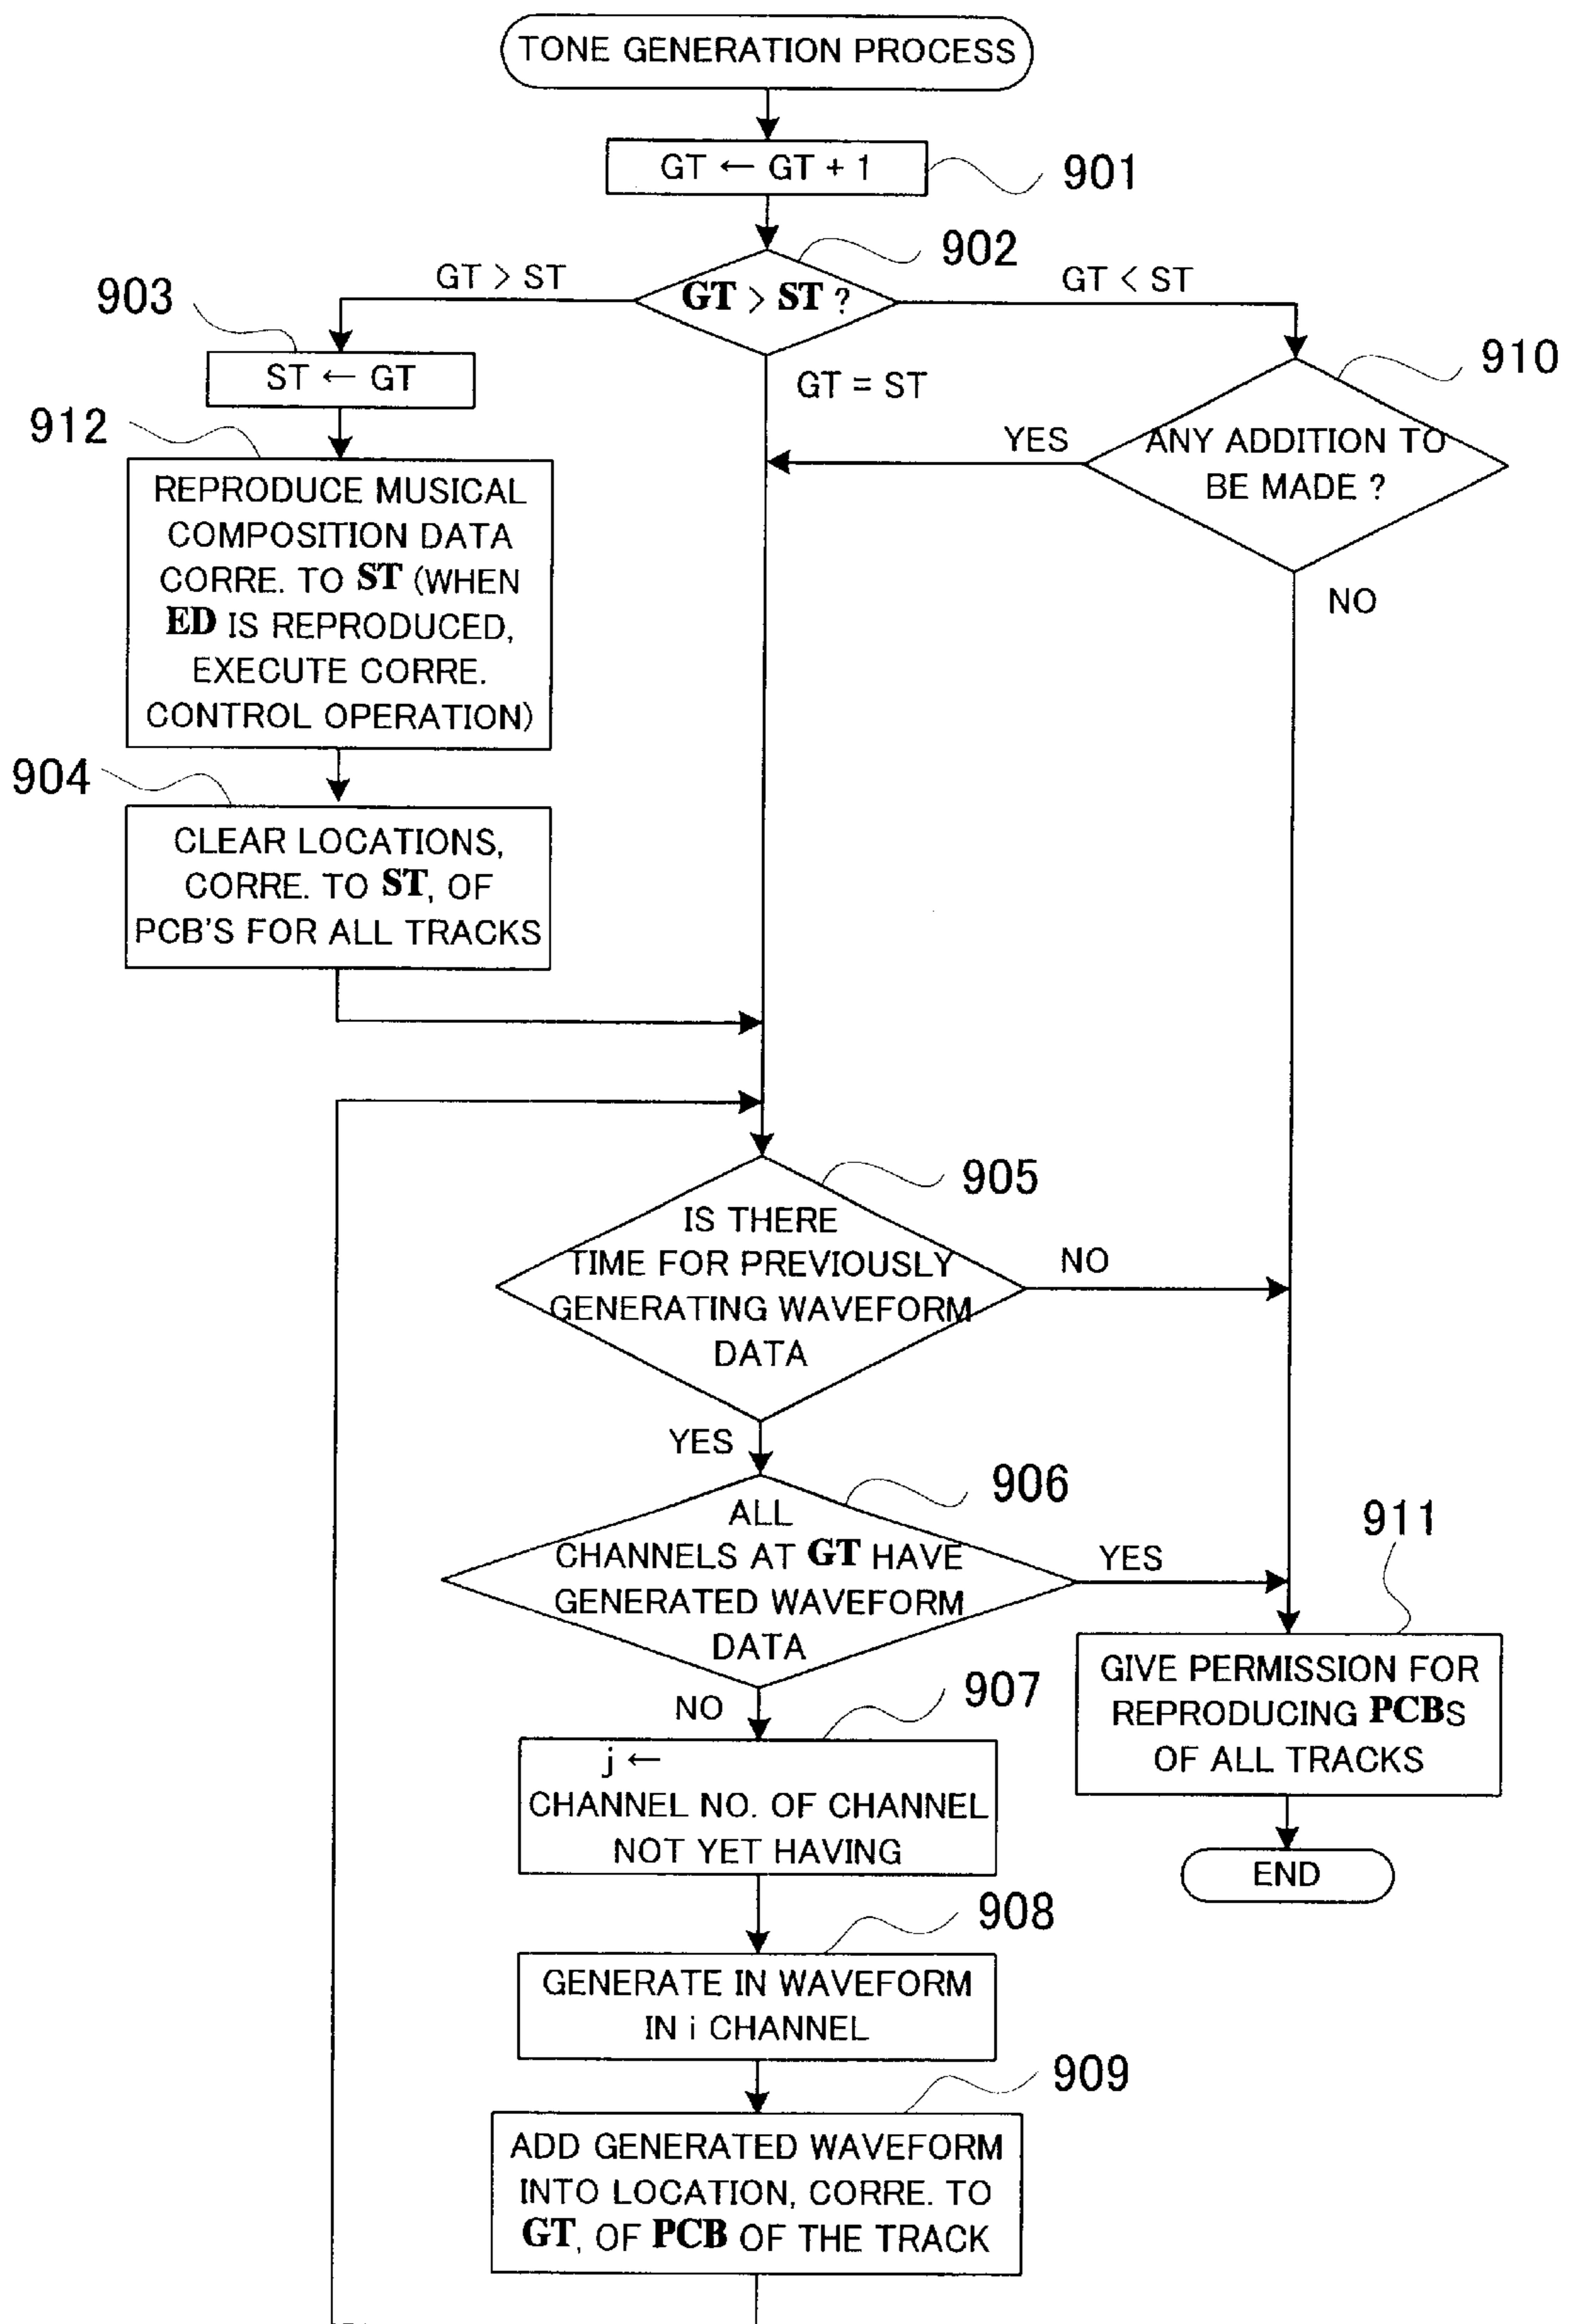 TONE GENERATION PROCESS
GT ← GT + 1
901
902
GT > ST
GT > ST ?
GT < ST
903
ST ← GT
GT = ST
910
912
YES
ANY ADDITION TO
BE MADE ?
NO
REPRODUCE MUSICAL
COMPOSITION DATA
CORRE. TO ST (WHEN
ED IS REPRODUCED,
EXECUTE CORRE.
CONTROL OPERATION)
904
CLEAR LOCATIONS,
CORRE. TO ST, OF
PCB'S FOR ALL TRACKS
905
IS THERE
TIME FOR PREVIOUSLY
GENERATING WAVEFORM
DATA
NO
YES
906
ALL
CHANNELS AT GT HAVE
GENERATED WAVEFORM
DATA
YES
911
NO
907
GIVE PERMISSION FOR
REPRODUCING PCBS
OF ALL TRACKS
j ←
CHANNEL NO. OF CHANNEL
NOT YET HAVING
END
908
GENERATE IN WAVEFORM
IN i CHANNEL
909
ADD GENERATED WAVEFORM
INTO LOCATION, CORRE. TO
GT, OF PCB OF THE TRACK